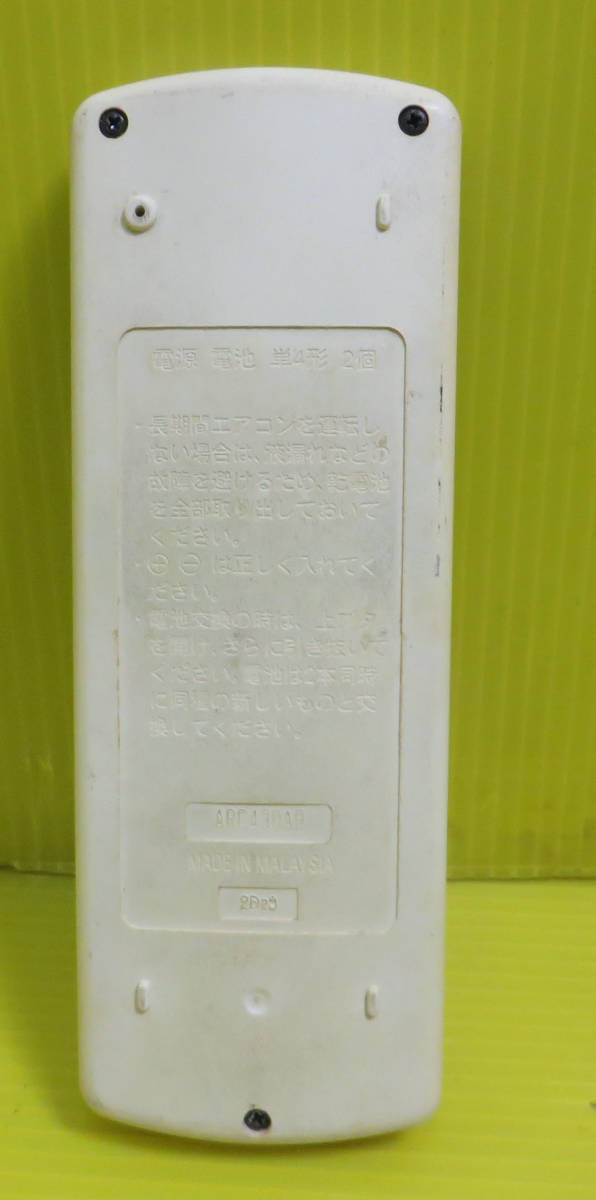 電源 電池 単4形 2個
・長期間エアコンを運転し
ない場合は、液漏れなどの
故障を避けるため、乾電池
を全部取り出しておいて
ください。
・⊕ ⊖ は正しく入れてく
ださい。
・電池交換の時は、上ブタ
を開け、さらに引き抜いて
ください。電池は2本同時
に同種の新しいものと交
換してください。
MADE IN MALAYSIA